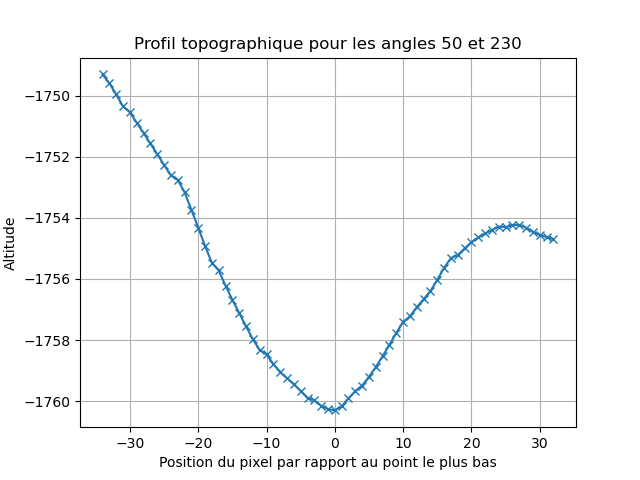 Profil topographique pour les angles 50 et 230
−1750
−1752
−1754
−1756
−1758
−1760
Altitude
−30 −20 −10 0 10 20 30
Position du pixel par rapport au point le plus bas